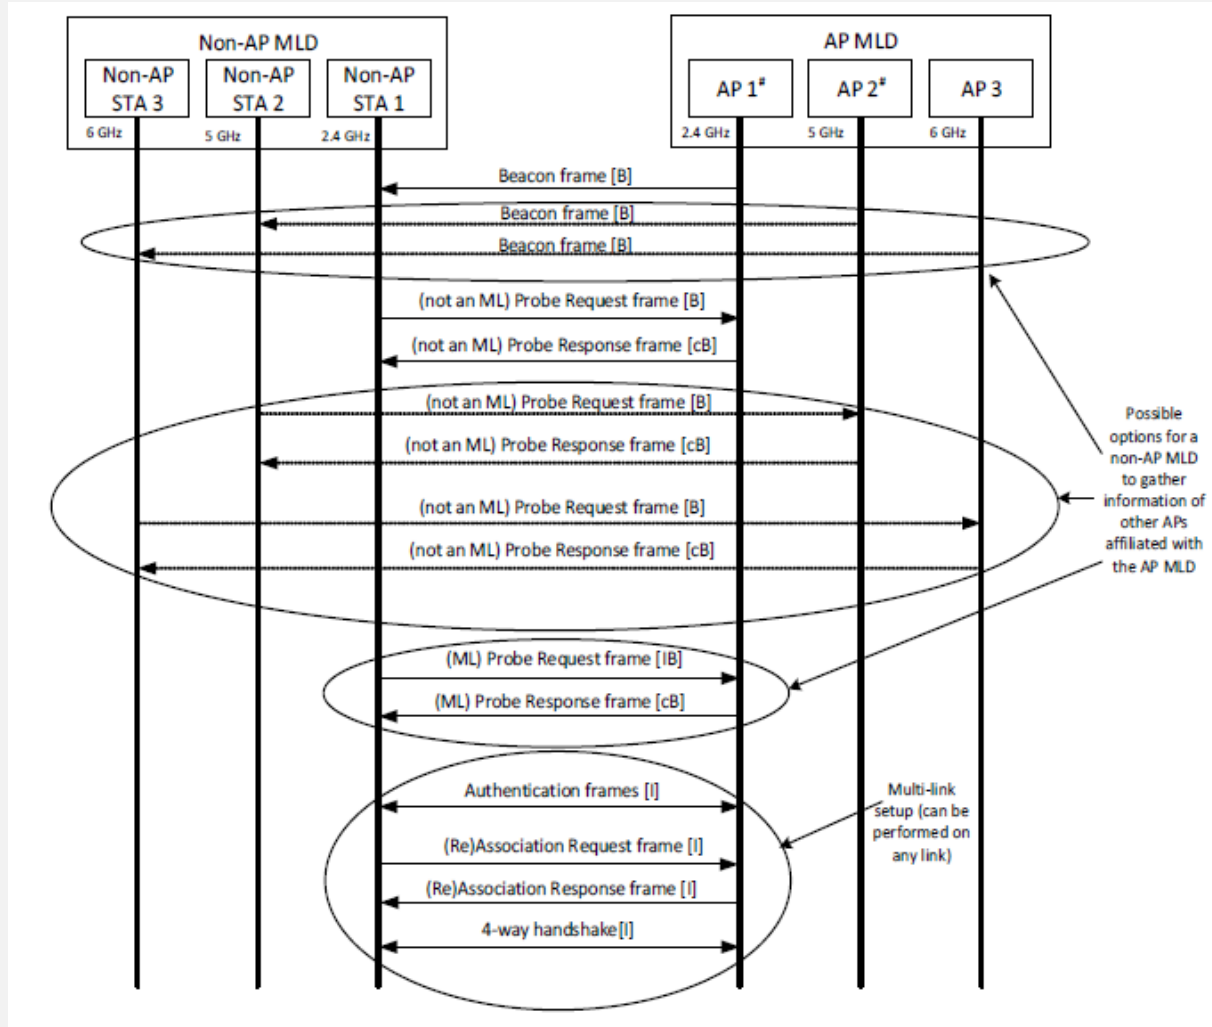 Non-AP MLD
AP MLD
Non-AP
STA 3
Non-AP
STA 2
Non-AP
STA 1
AP 1#
AP 2#
AP 3
6 GHz
5 GHz
2.4 GHz
2.4 GHz
5 GHz
6 GHz
Beacon frame [B]
Beacon frame [B]
Beacon frame [B]
(not an ML) Probe Request frame [B]
(not an ML) Probe Response frame [cB]
(not an ML) Probe Request frame [B]
(not an ML) Probe Response frame [cB]
(not an ML) Probe Request frame [B]
(not an ML) Probe Response frame [cB]
Possible
options for a
non-AP MLD
to gather
information of
other APs
affiliated with
the AP MLD
(ML) Probe Request frame [IB]
(ML) Probe Response frame [cB]
Authentication frames [I]
(Re)Association Request frame [I]
(Re)Association Response frame [I]
4-way handshake[I]
Multi-link
setup (can be
performed on
any link)